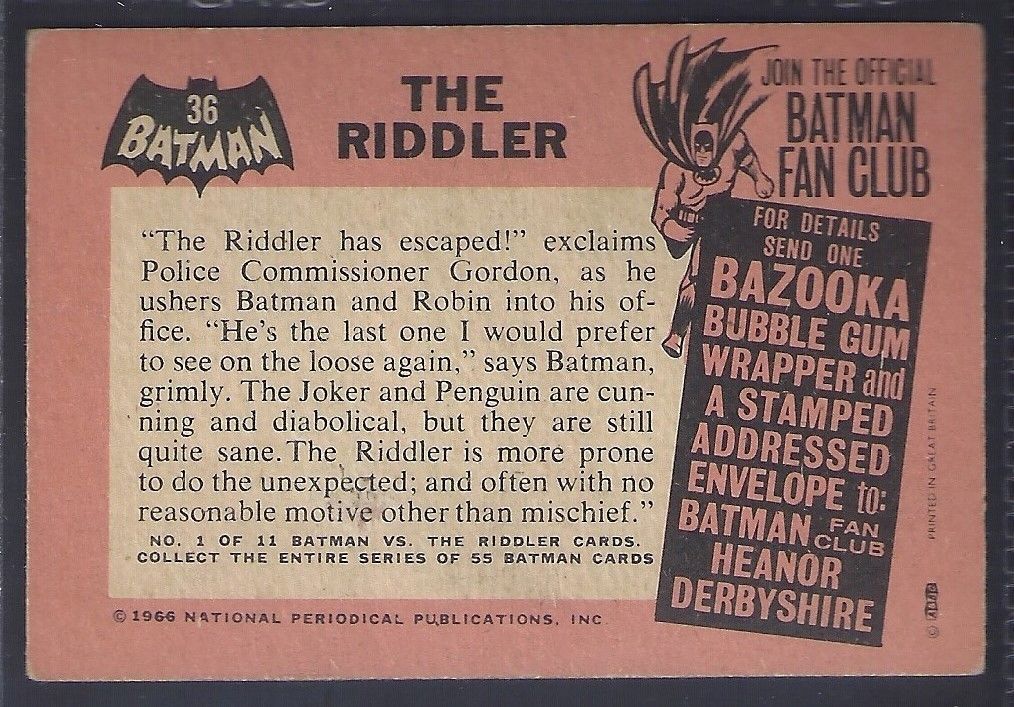 36
BATMAN
THE
RIDDLER
"The Riddler has escaped!" exclaims
Police Commissioner Gordon, as he
ushers Batman and Robin into his of-
fice. "He's the last one I would prefer
to see on the loose again," says Batman,
grimly. The Joker and Penguin are cun-
ning and diabolical, but they are still
quite sane. The Riddler is more prone
to do the unexpected; and often with no
reasonable motive other than mischief."
NO. 1 OF 11 BATMAN VS. THE RIDDLER CARDS.
COLLECT THE ENTIRE SERIES OF 55 BATMAN CARDS
© 1966 NATIONAL PERIODICAL PUBLICATIONS, INC.
JOIN THE OFFICIAL
BATMAN
FAN CLUB
FOR DETAILS
SEND ONE
BAZOOKA
BUBBLE GUM
WRAPPER and
A STAMPED
ADDRESSED
ENVELOPE to:
BATMAN FAN
CLUB
HEANOR
DERBYSHIRE
PRINTED IN GREAT BRITAIN
©